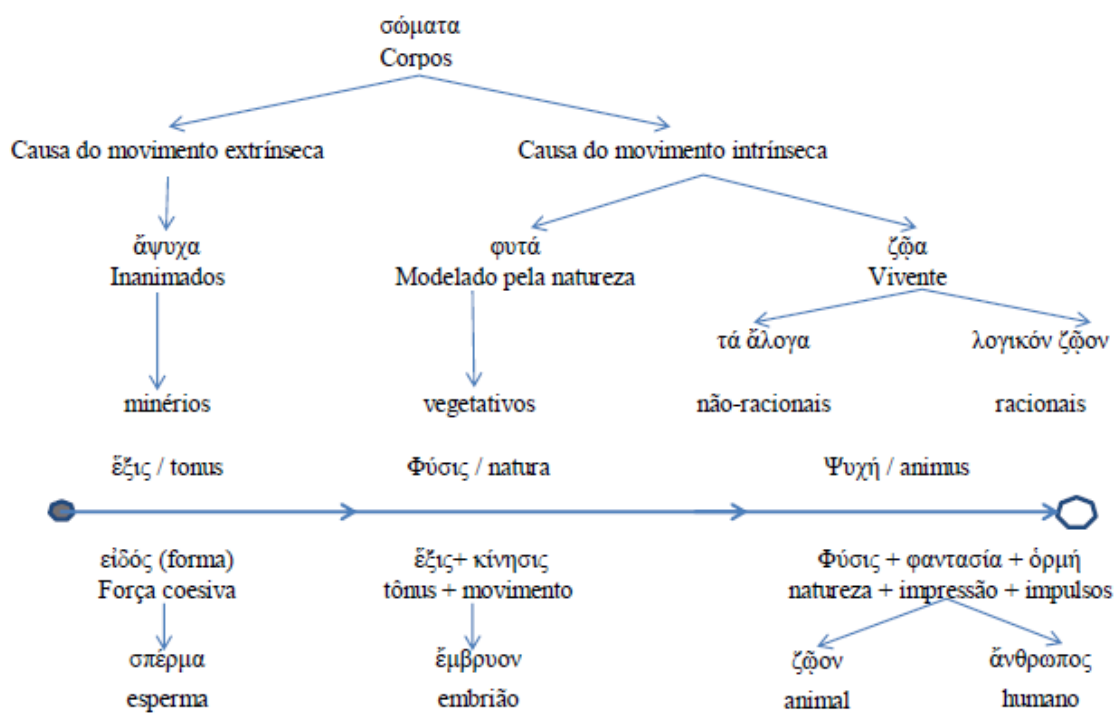 σώματα
Corpos
Causa do movimento extrínseca Causa do movimento intrínseca
ἄψυχα φυτά ζῷα
Inanimados Modelado pela natureza Vivente
τά ἄλογα λογικόν ζῷον
minérios vegetativos não-racionais racionais
ἕξις / tonus Φύσις / natura Ψυχή / animus
εἰδός (forma) ἕξις+ κίνησις Φύσις + φαντασία + ὁρμή
Força coesiva tônus + movimento natureza + impressão + impulsos
σπέρμα ἔμβρυον ζῷον ἄνθρωπος
esperma embrião animal humano